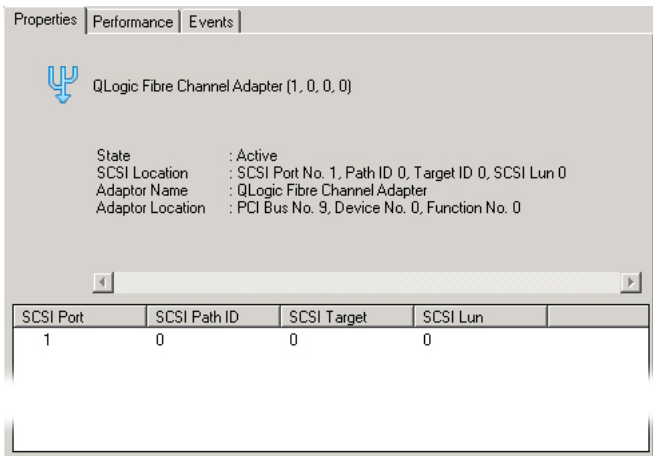 Properties Performance Events
QLogic Fibre Channel Adapter (1, 0, 0, 0)
State : Active
SCSI Location : SCSI Port No. 1, Path ID 0, Target ID 0, SCSI Lun 0
Adaptor Name : QLogic Fibre Channel Adapter
Adaptor Location : PCI Bus No. 9, Device No. 0, Function No. 0
SCSI Port SCSI Path ID SCSI Target SCSI Lun
1 0 0 0